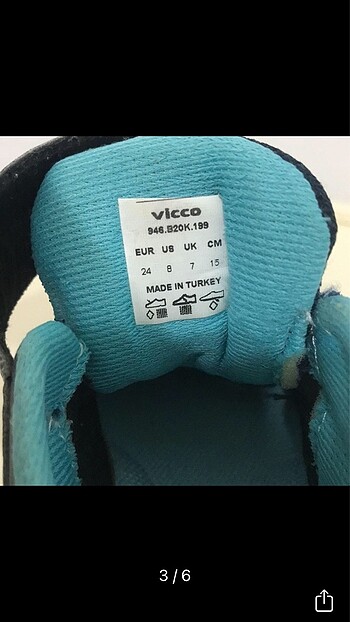 vicco
946.B20K.199
EUR US UK CM
24 8 7 15
MADE IN TURKEY
3 / 6